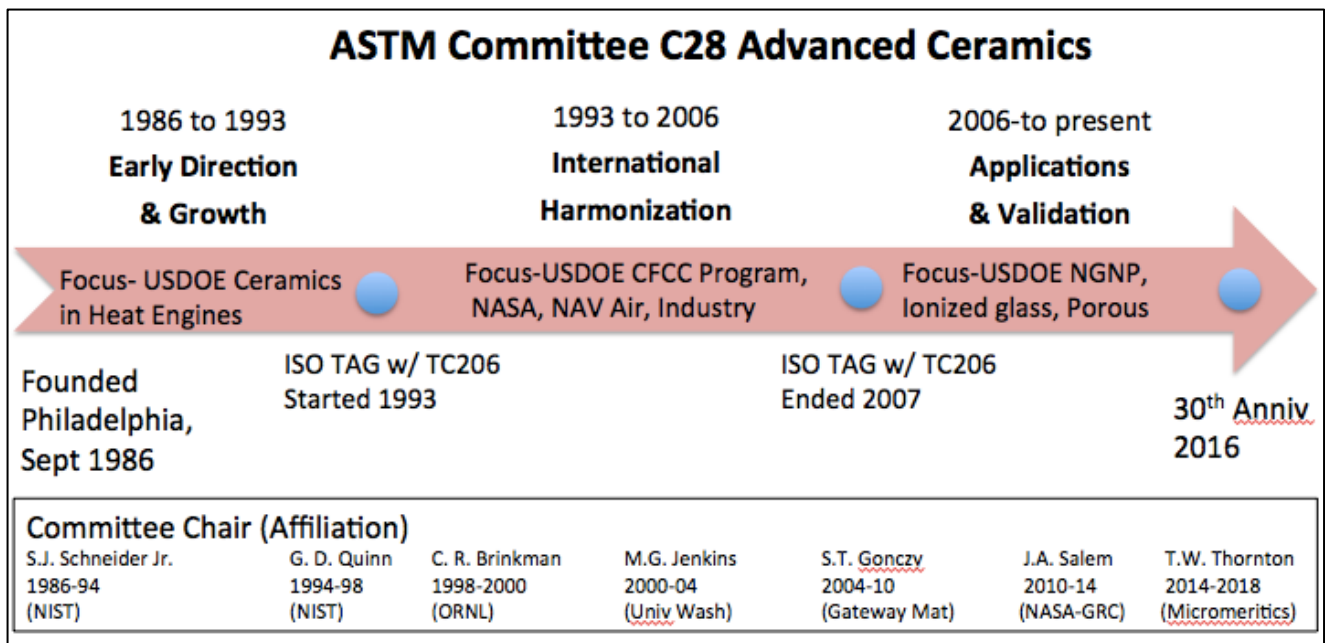 ASTM Committee C28 Advanced Ceramics
1986 to 1993
Early Direction
& Growth
1993 to 2006
International
Harmonization
2006-to present
Applications
& Validation
Focus- USDOE Ceramics
in Heat Engines
Focus-USDOE CFCC Program,
NASA, NAV Air, Industry
Focus-USDOE NGNP,
Ionized glass, Porous
Founded
Philadelphia,
Sept 1986
ISO TAG w/ TC206
Started 1993
ISO TAG w/ TC206
Ended 2007
30th Anniv
2016
Committee Chair (Affiliation)
S.J. Schneider Jr.
1986-94
(NIST)
G. D. Quinn
1994-98
(NIST)
C. R. Brinkman
1998-2000
(ORNL)
M.G. Jenkins
2000-04
(Univ Wash)
S.T. Gonczy
2004-10
(Gateway Mat)
J.A. Salem
2010-14
(NASA-GRC)
T.W. Thornton
2014-2018
(Micromeritics)